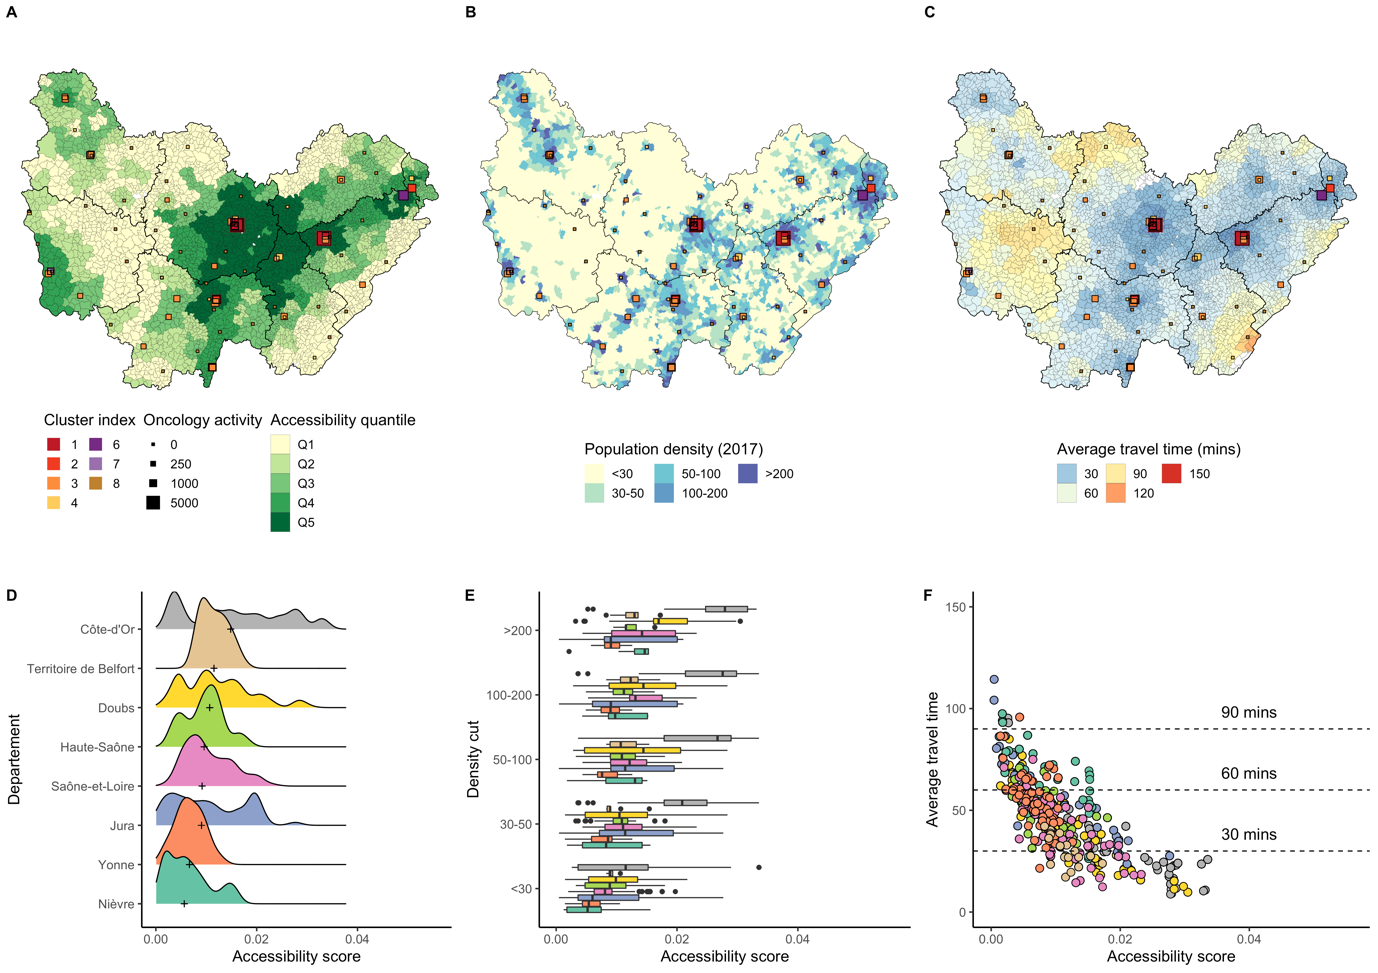 A
B
C
Cluster index
1
6
2
7
3
8
4
Oncology activity
0
250
1000
5000
Accessibility quantile
Q1
Q2
Q3
Q4
Q5
Population density (2017)
<30
50-100
>200
30-50
100-200
Average travel time (mins)
30
90
150
60
120
D
Departement
Côte-d'Or
Territoire de Belfort
Doubs
Haute-Saône
Saône-et-Loire
Jura
Yonne
Nièvre
0.00
0.02
0.04
Accessibility score
E
Density cut
>200
100-200
50-100
30-50
<30
0.00
0.02
0.04
Accessibility score
F
Average travel time
150
100
50
0
90 mins
60 mins
30 mins
0.00
0.02
0.04
Accessibility score